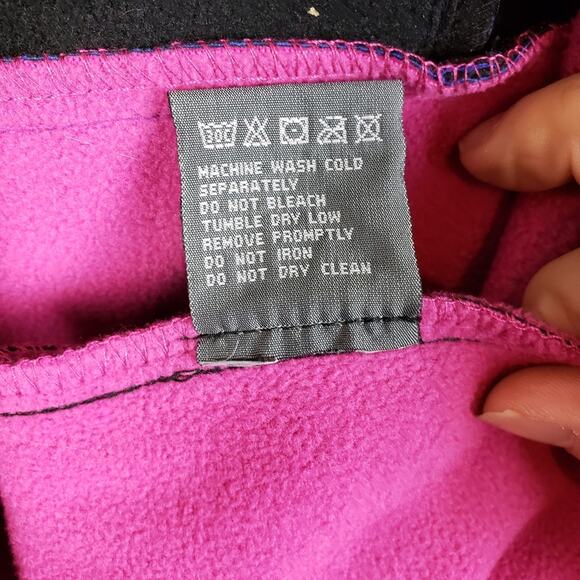 30C
MACHINE WASH COLD
SEPARATELY
DO NOT BLEACH
TUMBLE DRY LOW
REMOVE PROMPTLY
DO NOT IRON
DO NOT DRY CLEAN